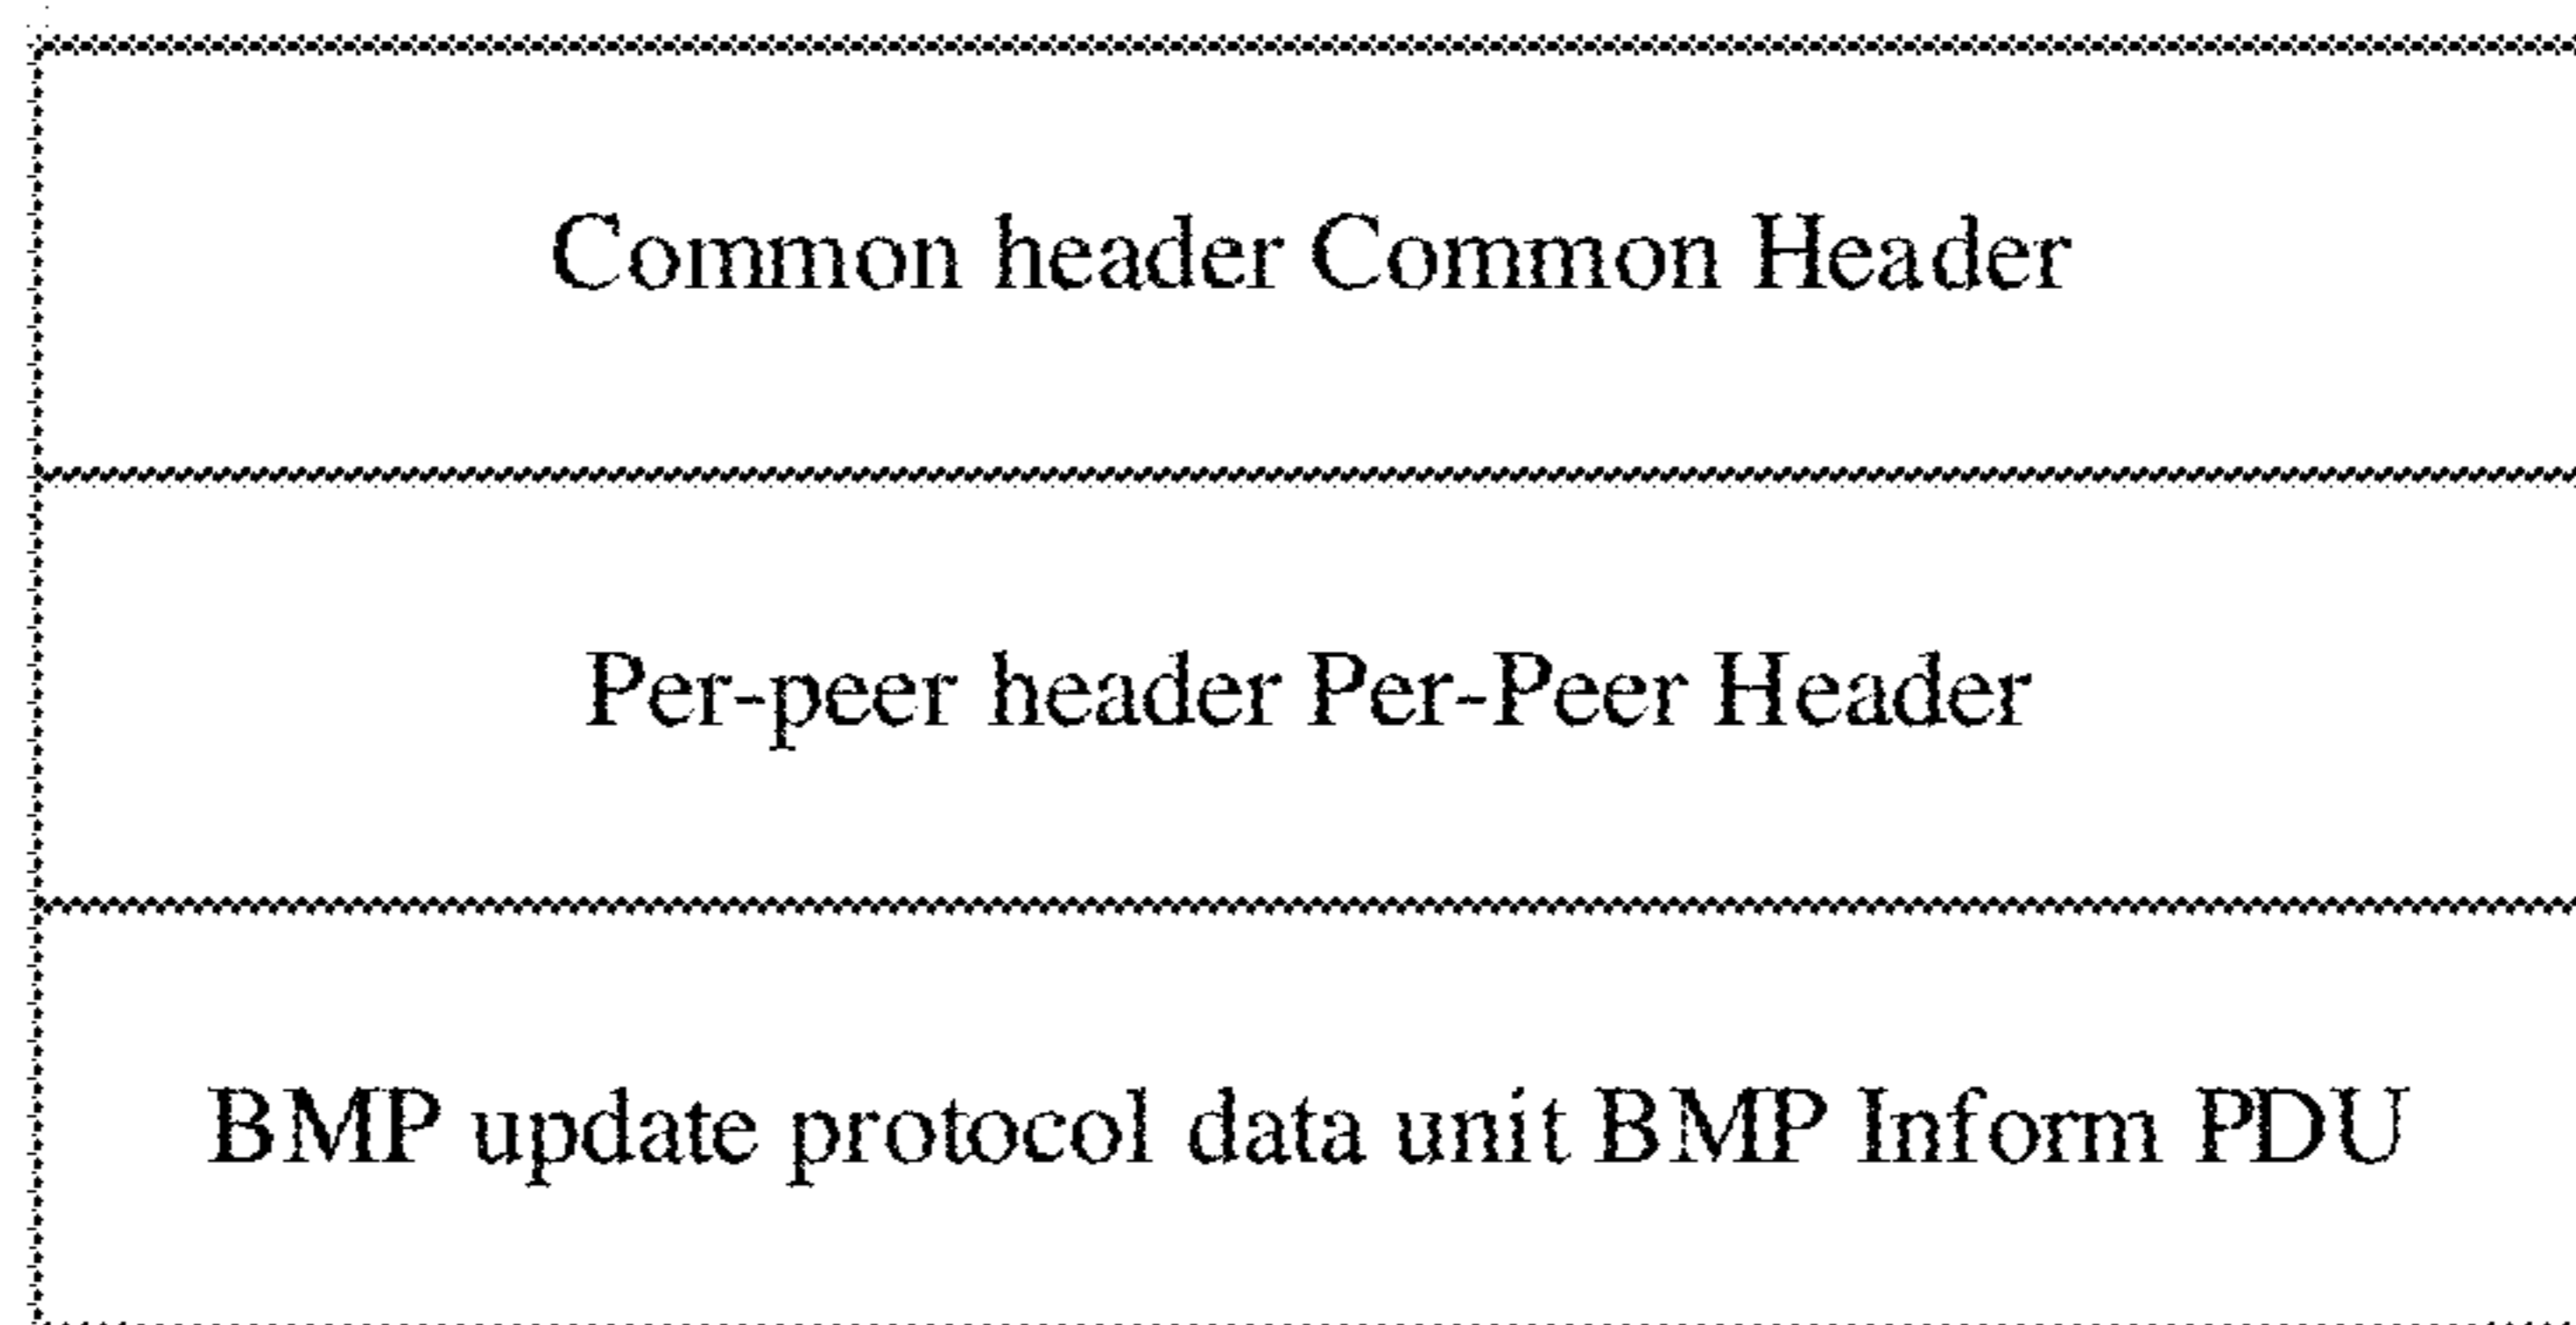 Common header Common Header
Per-peer header Per-Peer Header
BMP update protocol data unit BMP Inform PDU